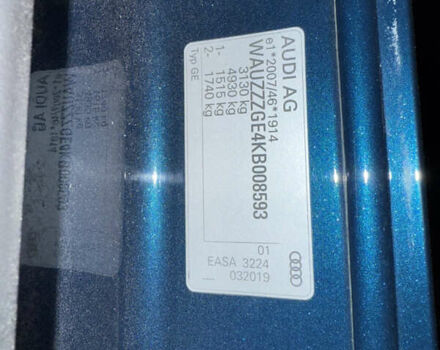 AUDI AG
e1*2007/46*1914
WAUZZZGE4KB008593
3130 kg
4930 kg
1- 1515 kg
2- 1740 kg
Typ GE
01
EASA 3224
032019